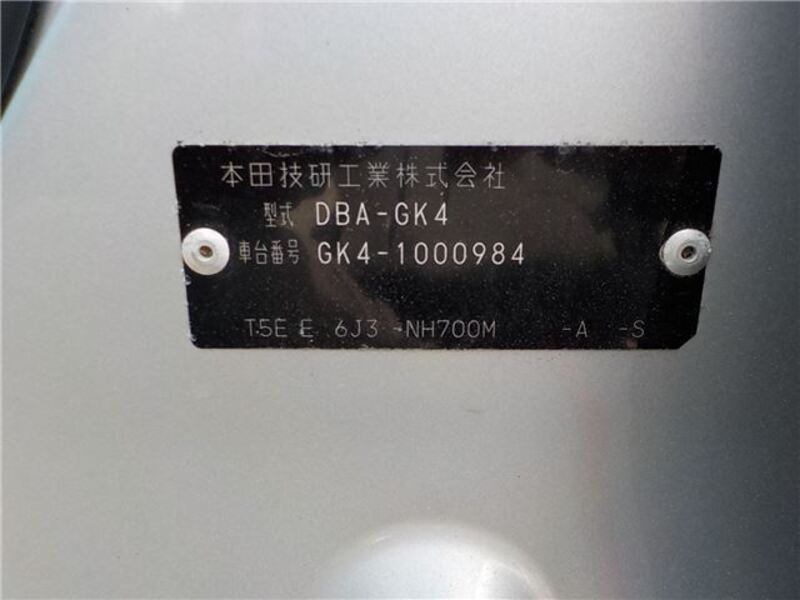 本田技研工業株式会社
型式 DBA-GK4
車台番号 GK4-1000984
T5E E 6J3 -NH700M -A -S